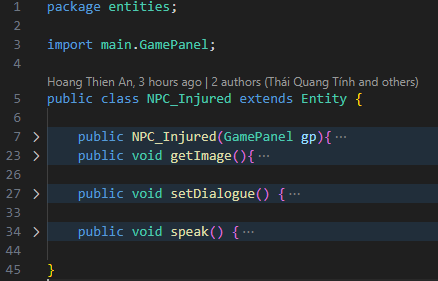 1 package entities;
2
3 import main.GamePanel;
4
Hoang Thien An, 3 hours ago | 2 authors (Thái Quang Tính and others)
5 public class NPC_Injured extends Entity {
6
7 > public NPC_Injured(GamePanel gp){ ···
23 > public void getImage(){ ···
26
27 > public void setDialogue() { ···
33
34 > public void speak() { ···
44
45 }